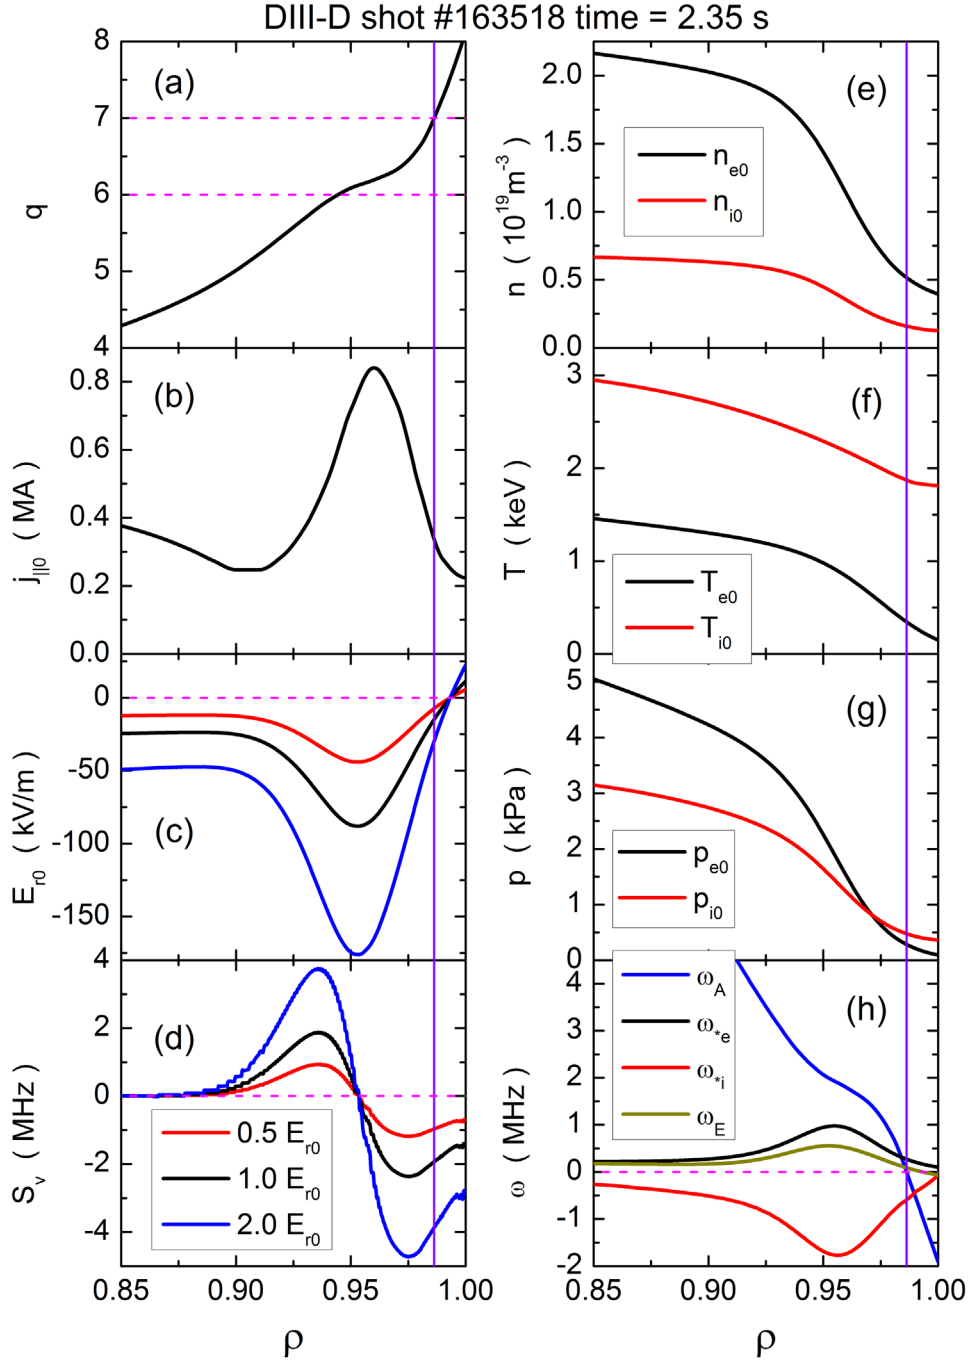 DIII-D shot #163518 time = 2.35 s
8
7
6
5
4
q
(a)
0.8
0.6
0.4
0.2
0.0
j||0 ( MA )
(b)
0
-50
-100
-150
Er0 ( kV/m )
(c)
4
2
0
-2
-4
Sv ( MHz )
(d)
0.5 Er0
1.0 Er0
2.0 Er0
0.85 0.90 0.95 1.00
ρ
2.0
1.5
1.0
0.5
0.0
n ( 10^19 m^-3 )
(e)
ne0
ni0
3
2
1
0
T ( keV )
(f)
Te0
Ti0
5
4
3
2
1
0
p ( kPa )
(g)
pe0
pi0
4
3
2
1
0
-1
-2
ω ( MHz )
(h)
ωA
ω*e
ω*i
ωE
0.85 0.90 0.95 1.00
ρ